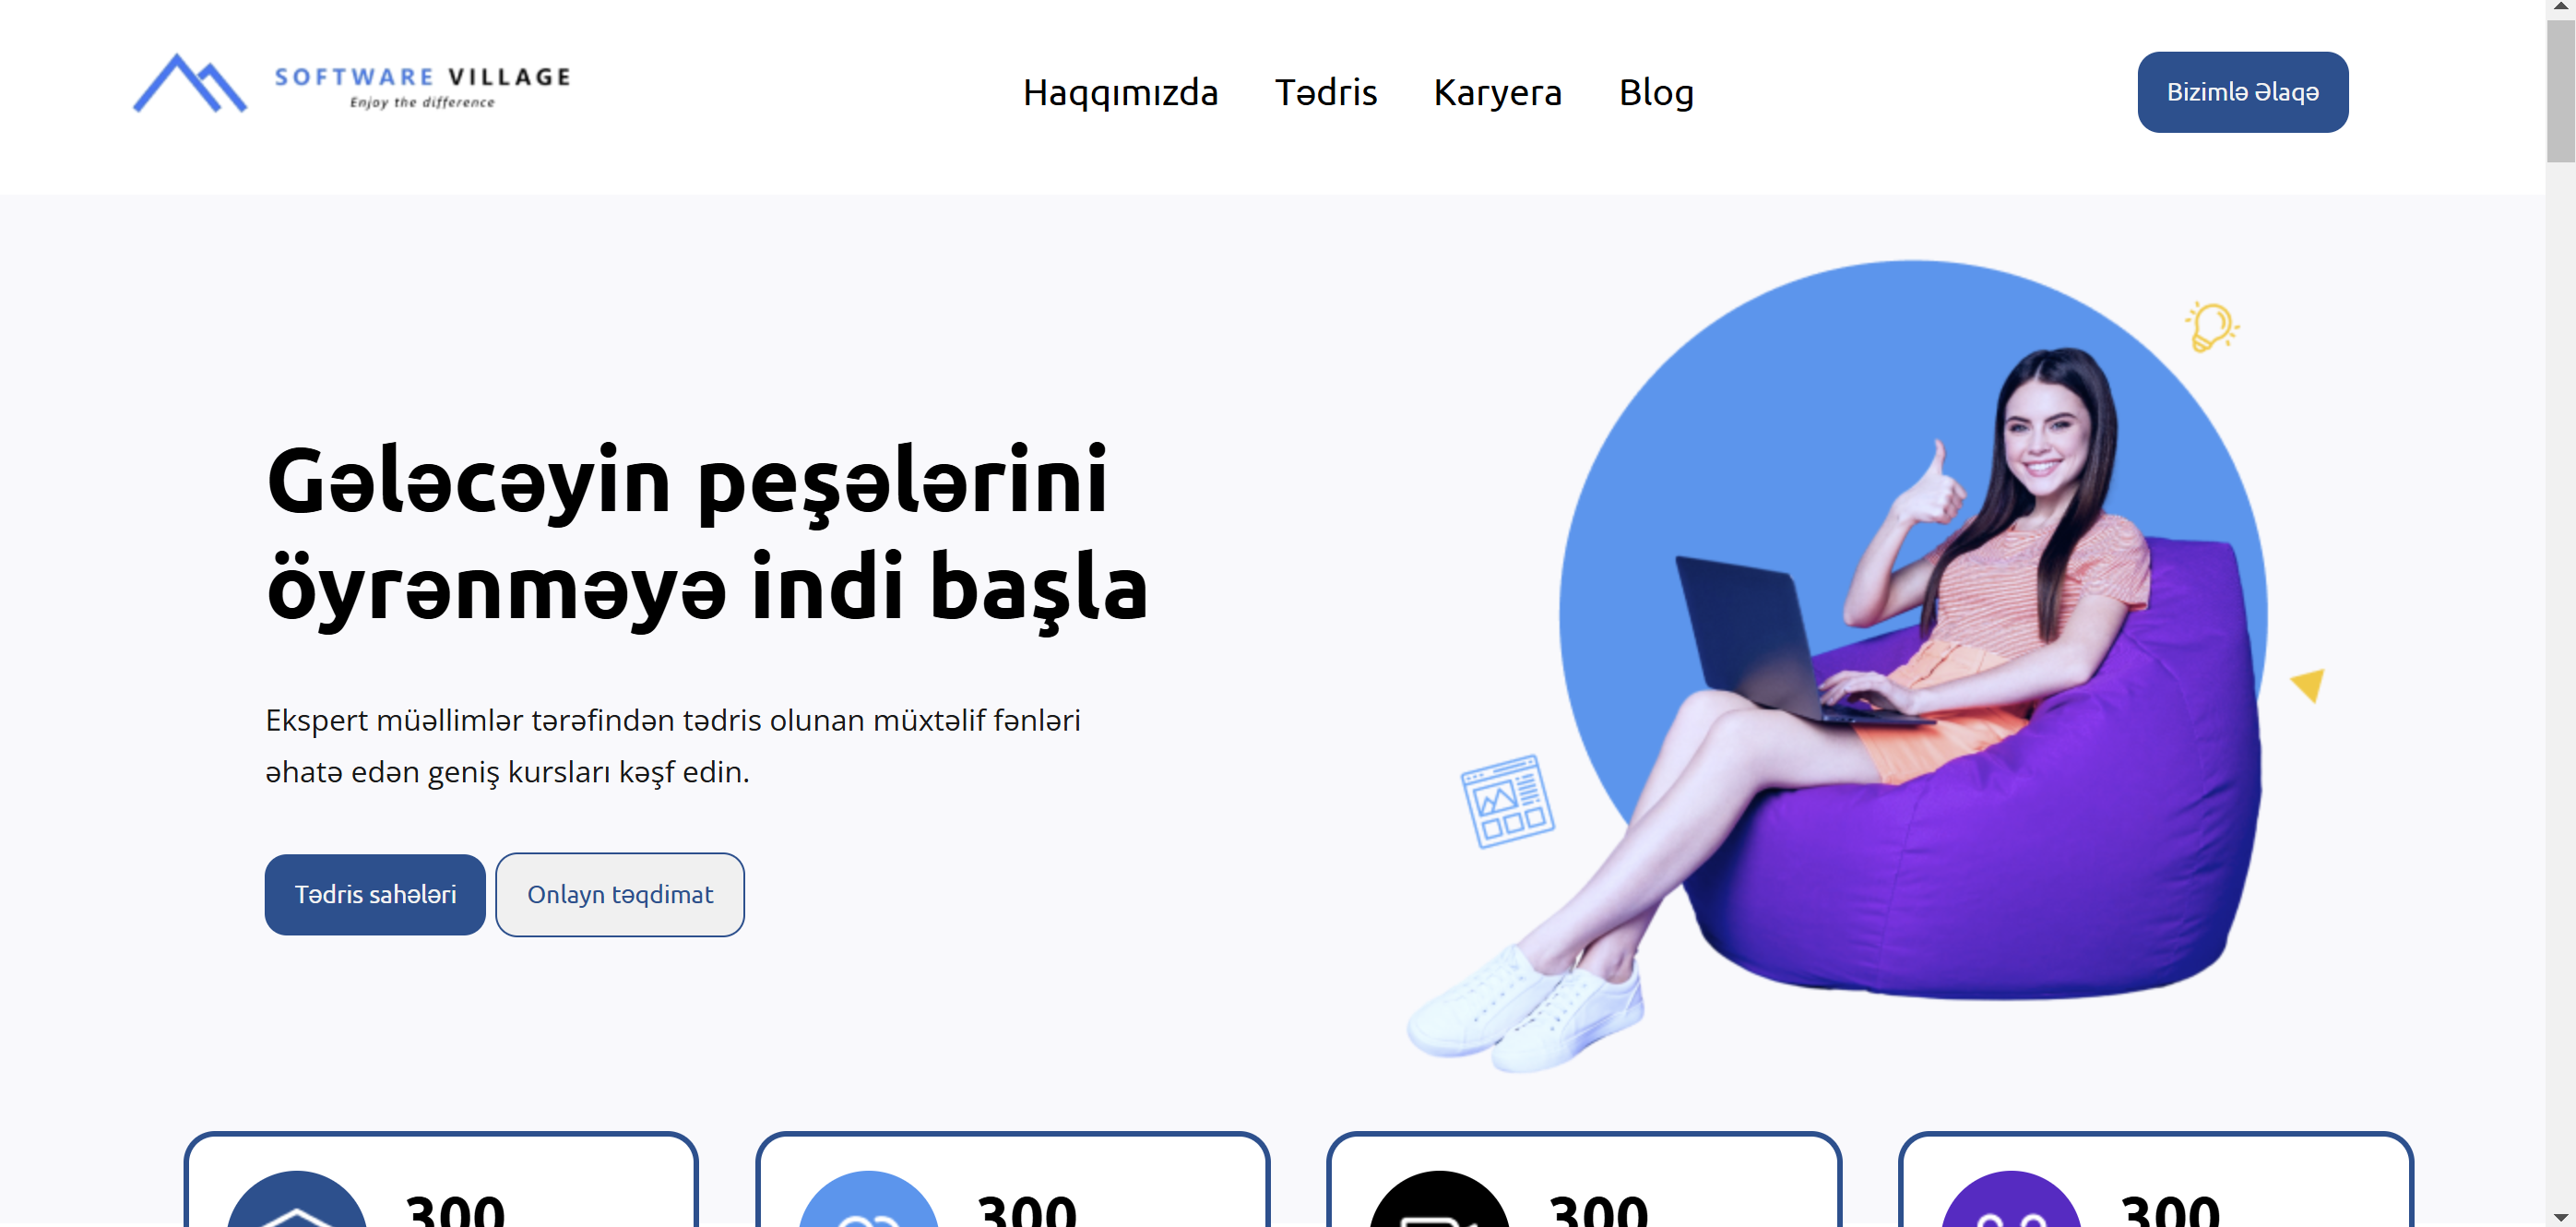 SOFTWARE VILLAGE
Enjoy the difference
Haqqımızda Tədris Karyera Blog
Bizimlə Əlaqə
Gələcəyin peşələrini
öyrənməyə indi başla
Ekspert müəllimlər tərəfindən tədris olunan müxtəlif fənləri
əhatə edən geniş kursları kəşf edin.
Tədris sahələri Onlayn təqdimat
300 300 300 300